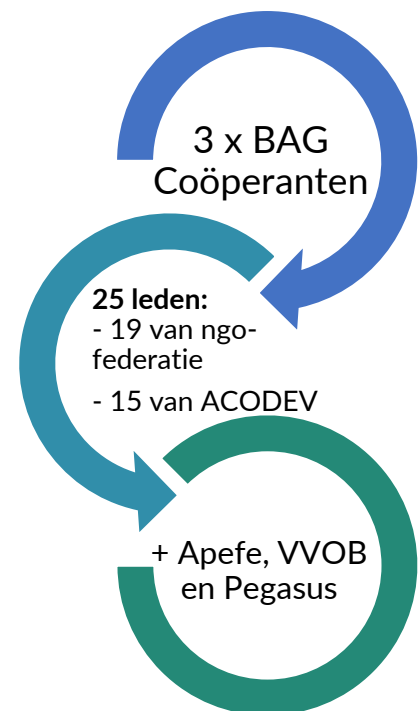 3 x BAG
Coöperanten
25 leden:
- 19 van ngo-
federatie
- 15 van ACODEV
+ Apefe, VVOB
en Pegasus